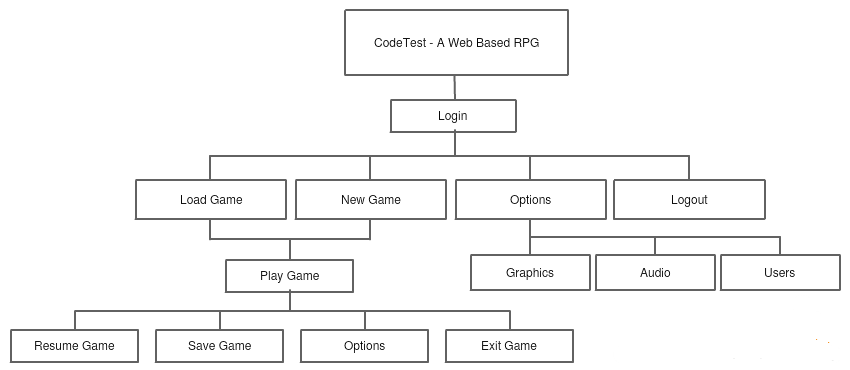 CodeTest - A Web Based RPG
Login
Load Game
New Game
Options
Logout
Graphics
Audio
Users
Play Game
Resume Game
Save Game
Options
Exit Game